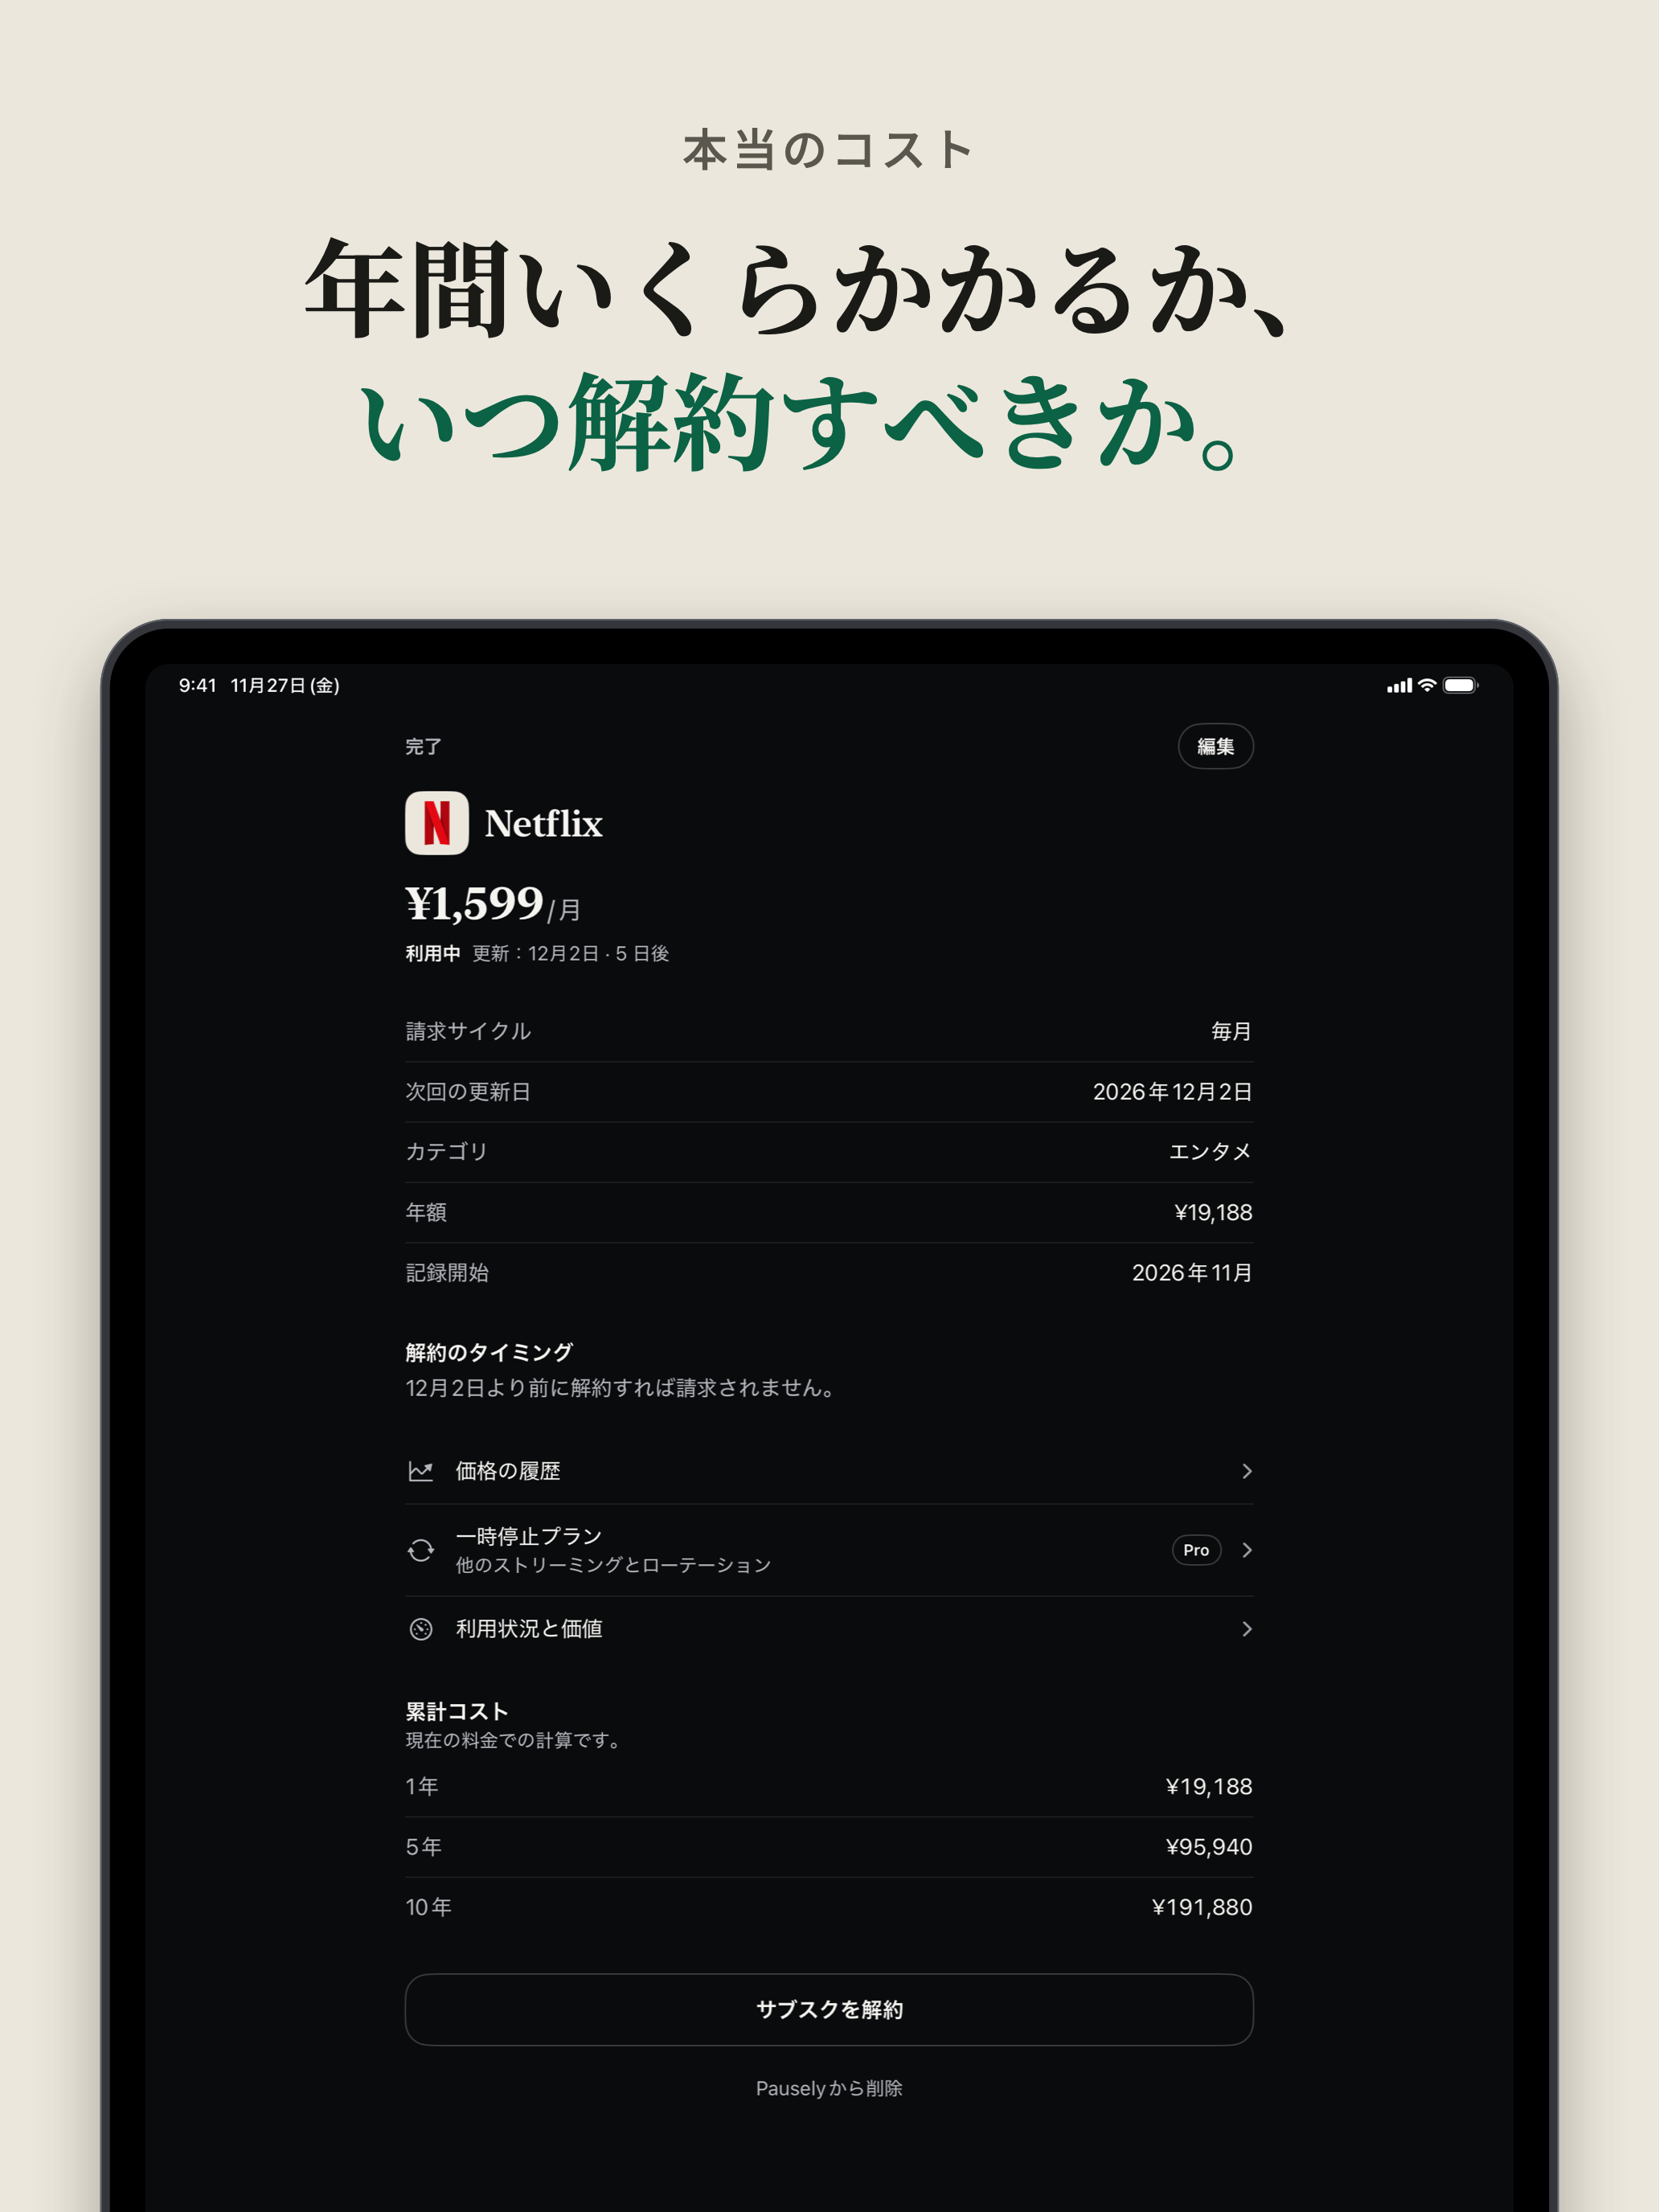 本当のコスト
年間いくらかかるか、
いつ解約すべきか。
9:41 11月27日 (金)
完了
編集
Netflix
¥1,599/月
利用中 更新：12月2日 · 5 日後
請求サイクル 毎月
次回の更新日 2026年12月2日
カテゴリ エンタメ
年額 ¥19,188
記録開始 2026年11月
解約のタイミング
12月2日より前に解約すれば請求されません。
価格の履歴
一時停止プラン
他のストリーミングとローテーション
Pro
利用状況と価値
累計コスト
現在の料金での計算です。
1年 ¥19,188
5年 ¥95,940
10年 ¥191,880
サブスクを解約
Pauselyから削除